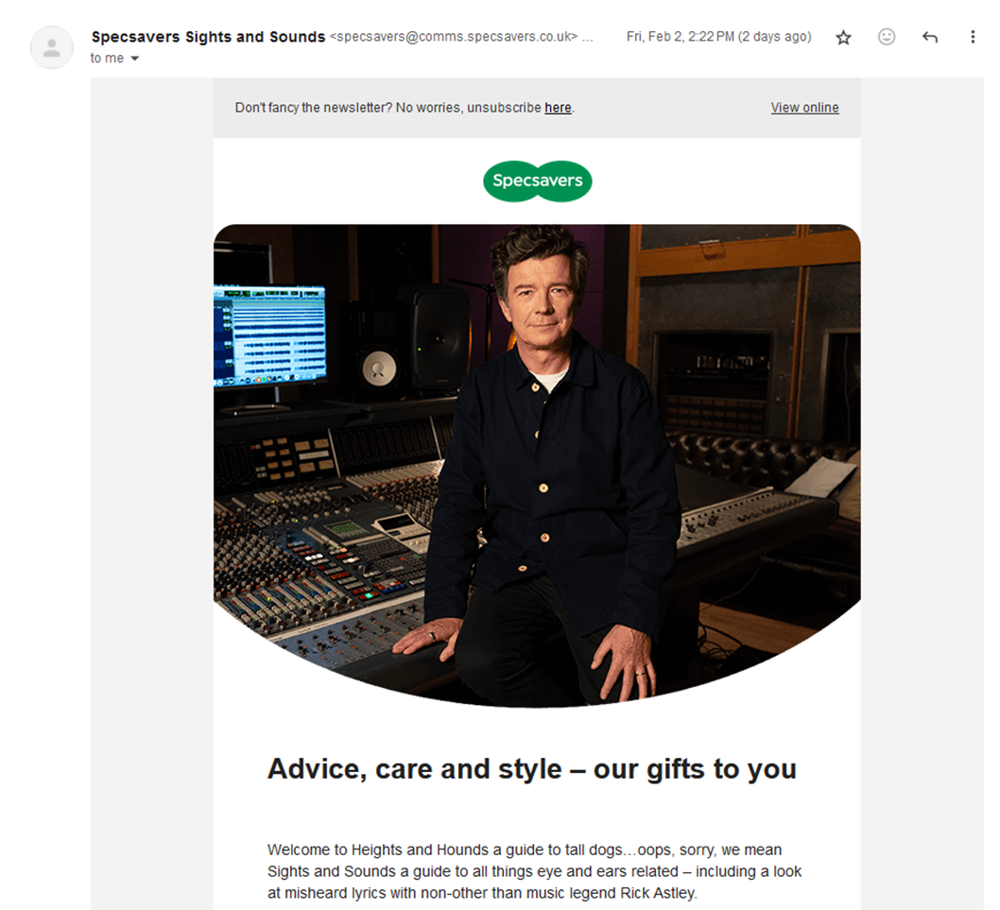 Specsavers Sights and Sounds <specsavers@comms.specsavers.co.uk> ... Fri, Feb 2, 2:22 PM (2 days ago)
to me
Don't fancy the newsletter? No worries, unsubscribe here. View online
Specsavers
Advice, care and style – our gifts to you
Welcome to Heights and Hounds a guide to tall dogs…oops, sorry, we mean
Sights and Sounds a guide to all things eye and ears related – including a look
at misheard lyrics with non-other than music legend Rick Astley.